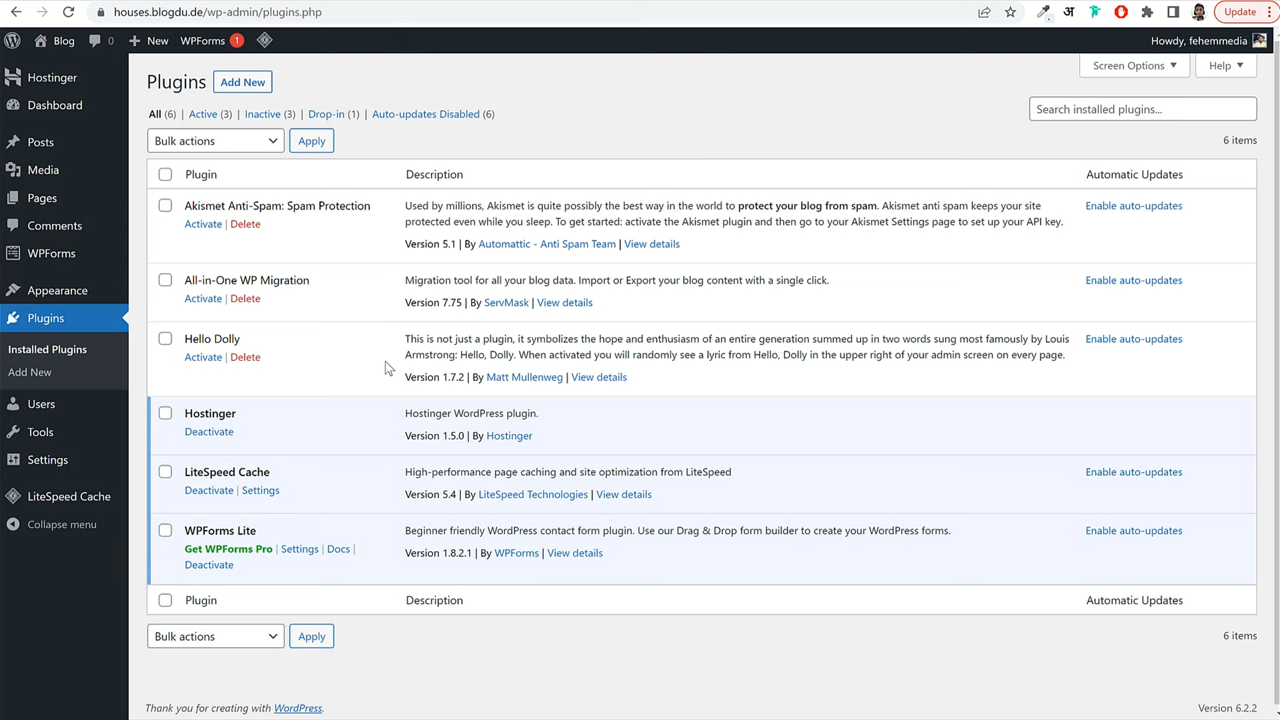 houses.blogdu.de/wp-admin/plugins.php
अ
Update
Blog
0
New
WPForms
1
Howdy, fehemmedia
Hostinger
Dashboard
Posts
Media
Pages
Comments
WPForms
Appearance
Plugins
Installed Plugins
Add New
Users
Tools
Settings
LiteSpeed Cache
Collapse menu
Screen Options
Help
Plugins
Add New
All (6) | Active (3) | Inactive (3) | Drop-in (1) | Auto-updates Disabled (6)
Search installed plugins...
Bulk actions
Apply
6 items
Plugin
Description
Automatic Updates
Akismet Anti-Spam: Spam Protection
Activate | Delete
Used by millions, Akismet is quite possibly the best way in the world to protect your blog from spam. Akismet anti spam keeps your site
protected even while you sleep. To get started: activate the Akismet plugin and then go to your Akismet Settings page to set up your API key.
Version 5.1 | By Automattic - Anti Spam Team | View details
Enable auto-updates
All-in-One WP Migration
Activate | Delete
Migration tool for all your blog data. Import or Export your blog content with a single click.
Version 7.75 | By ServMask | View details
Enable auto-updates
Hello Dolly
Activate | Delete
This is not just a plugin, it symbolizes the hope and enthusiasm of an entire generation summed up in two words sung most famously by Louis
Armstrong: Hello, Dolly. When activated you will randomly see a lyric from Hello, Dolly in the upper right of your admin screen on every page.
Version 1.7.2 | By Matt Mullenweg | View details
Enable auto-updates
Hostinger
Deactivate
Hostinger WordPress plugin.
Version 1.5.0 | By Hostinger
LiteSpeed Cache
Deactivate | Settings
High-performance page caching and site optimization from LiteSpeed
Version 5.4 | By LiteSpeed Technologies | View details
Enable auto-updates
WPForms Lite
Get WPForms Pro | Settings | Docs |
Deactivate
Beginner friendly WordPress contact form plugin. Use our Drag & Drop form builder to create your WordPress forms.
Version 1.8.2.1 | By WPForms | View details
Enable auto-updates
Plugin
Description
Automatic Updates
Bulk actions
Apply
6 items
Thank you for creating with WordPress.
Version 6.2.2